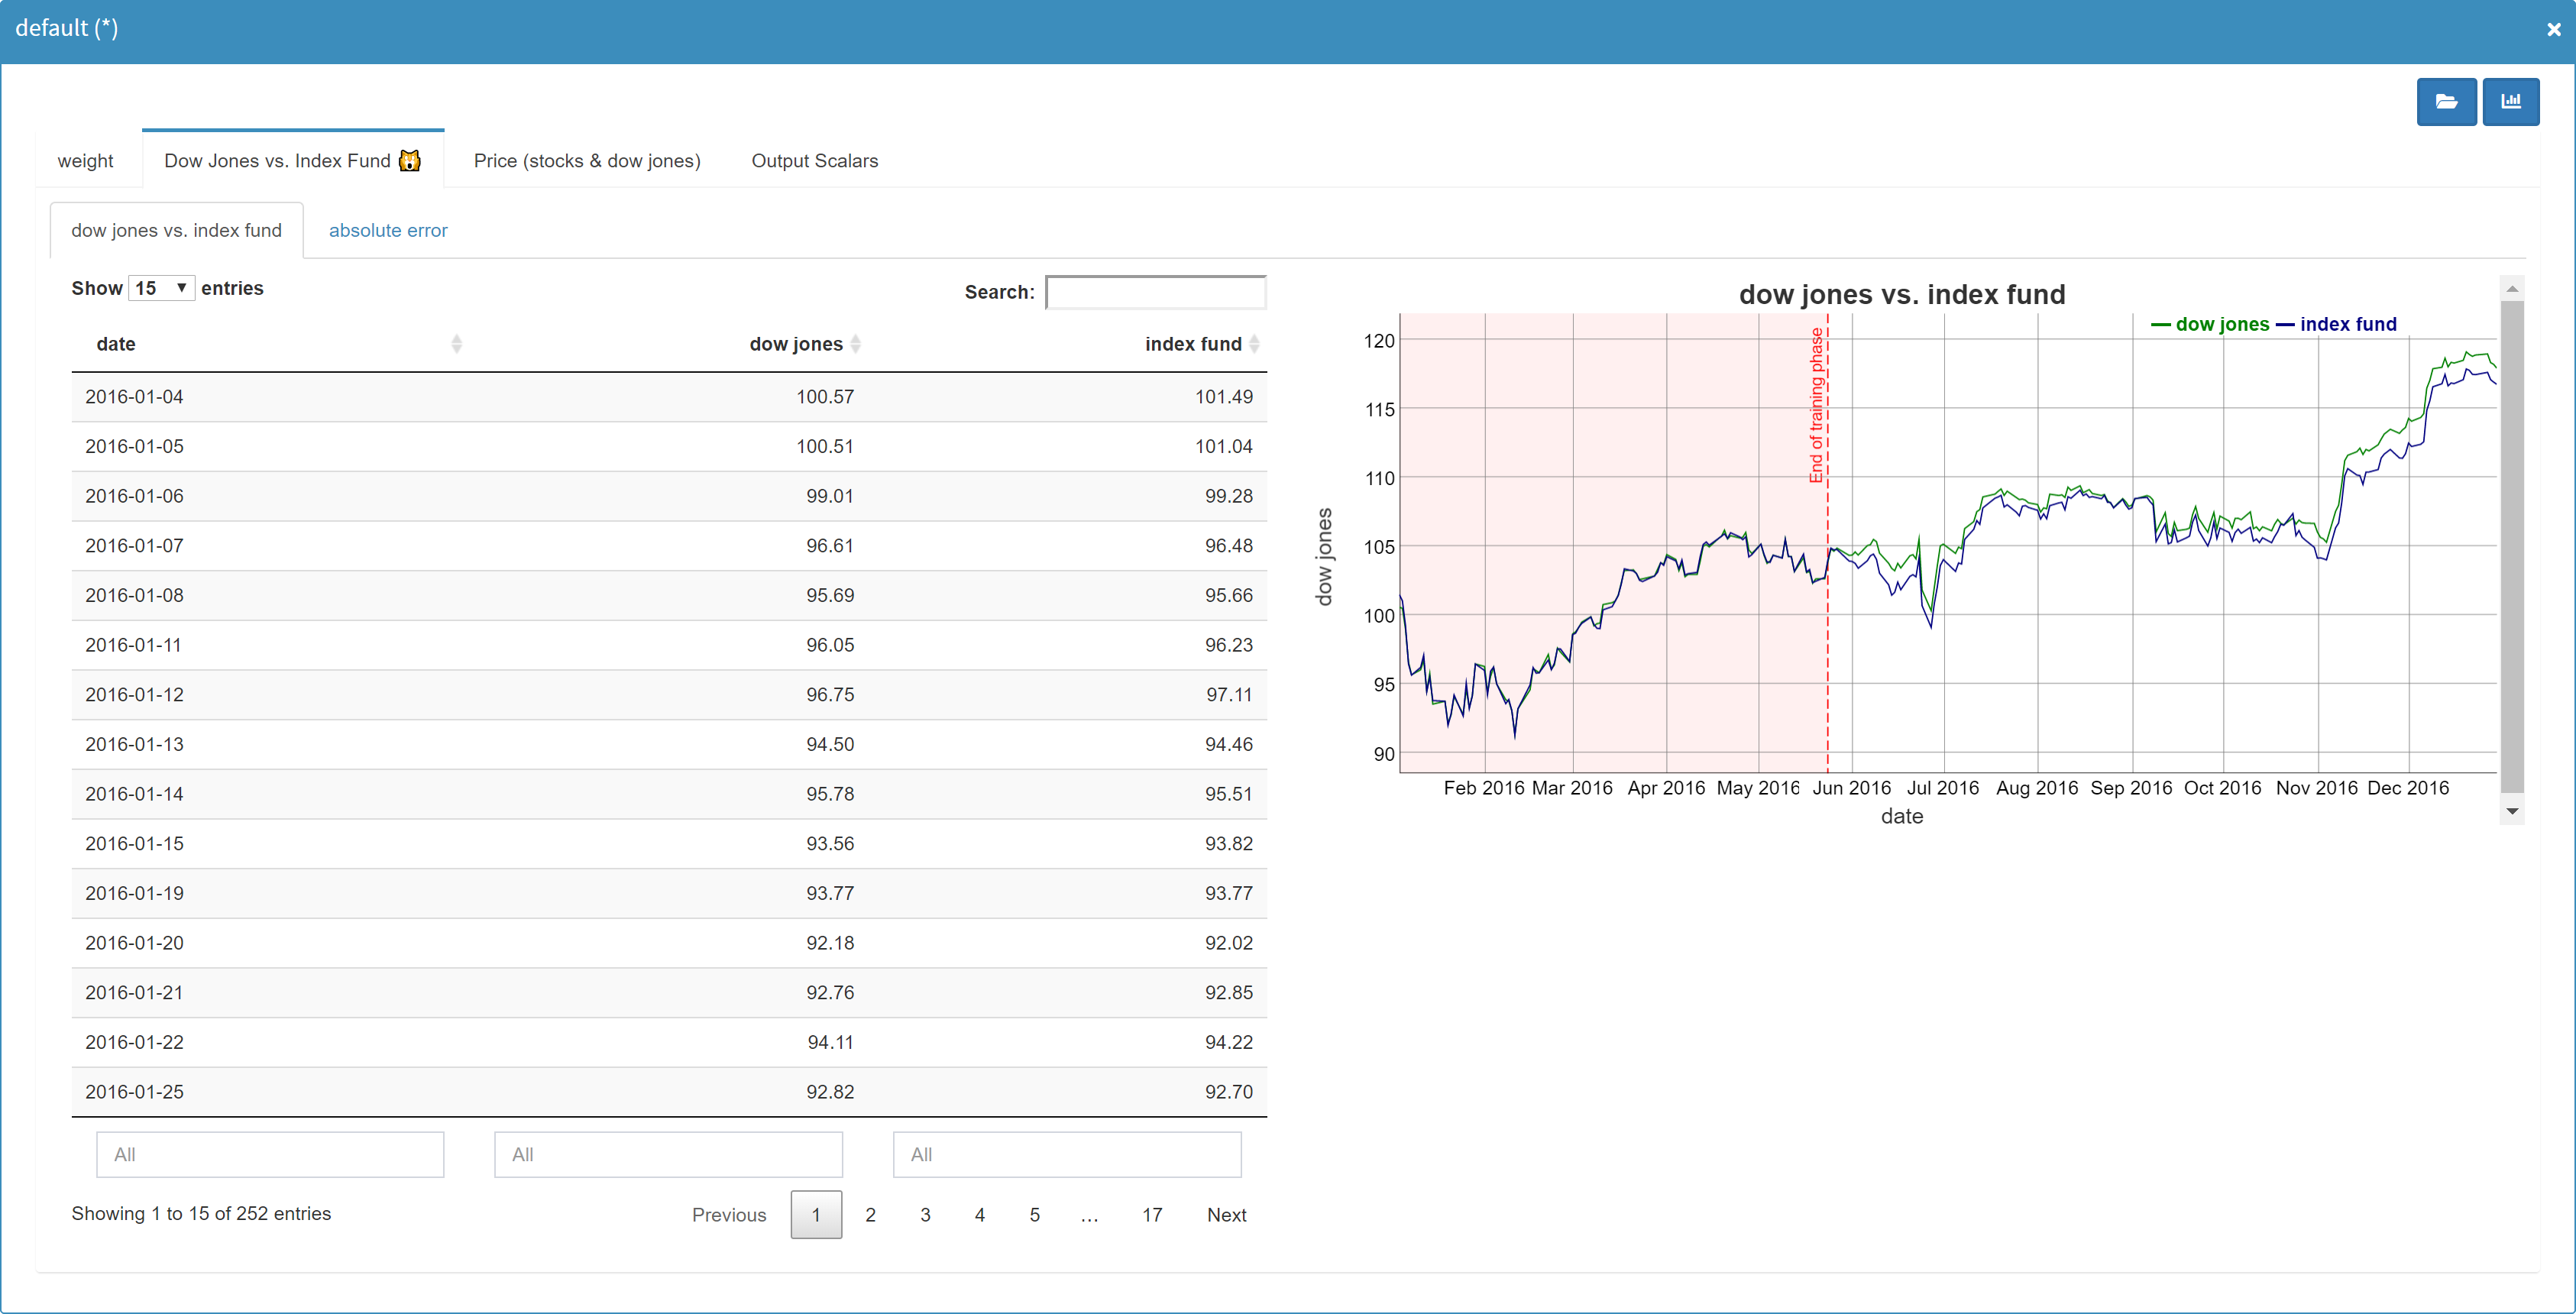 default (*)
weight
Dow Jones vs. Index Fund
Price (stocks & dow jones)
Output Scalars
dow jones vs. index fund
absolute error
Show 15 entries
Search:
date dow jones index fund
2016-01-04 100.57 101.49
2016-01-05 100.51 101.04
2016-01-06 99.01 99.28
2016-01-07 96.61 96.48
2016-01-08 95.69 95.66
2016-01-11 96.05 96.23
2016-01-12 96.75 97.11
2016-01-13 94.50 94.46
2016-01-14 95.78 95.51
2016-01-15 93.56 93.82
2016-01-19 93.77 93.77
2016-01-20 92.18 92.02
2016-01-21 92.76 92.85
2016-01-22 94.11 94.22
2016-01-25 92.82 92.70
All All All
Showing 1 to 15 of 252 entries
Previous 1 2 3 4 5 … 17 Next
dow jones vs. index fund
dow jones index fund
End of training phase
dow jones
120
115
110
105
100
95
90
Feb 2016 Mar 2016 Apr 2016 May 2016 Jun 2016 Jul 2016 Aug 2016 Sep 2016 Oct 2016 Nov 2016 Dec 2016
date